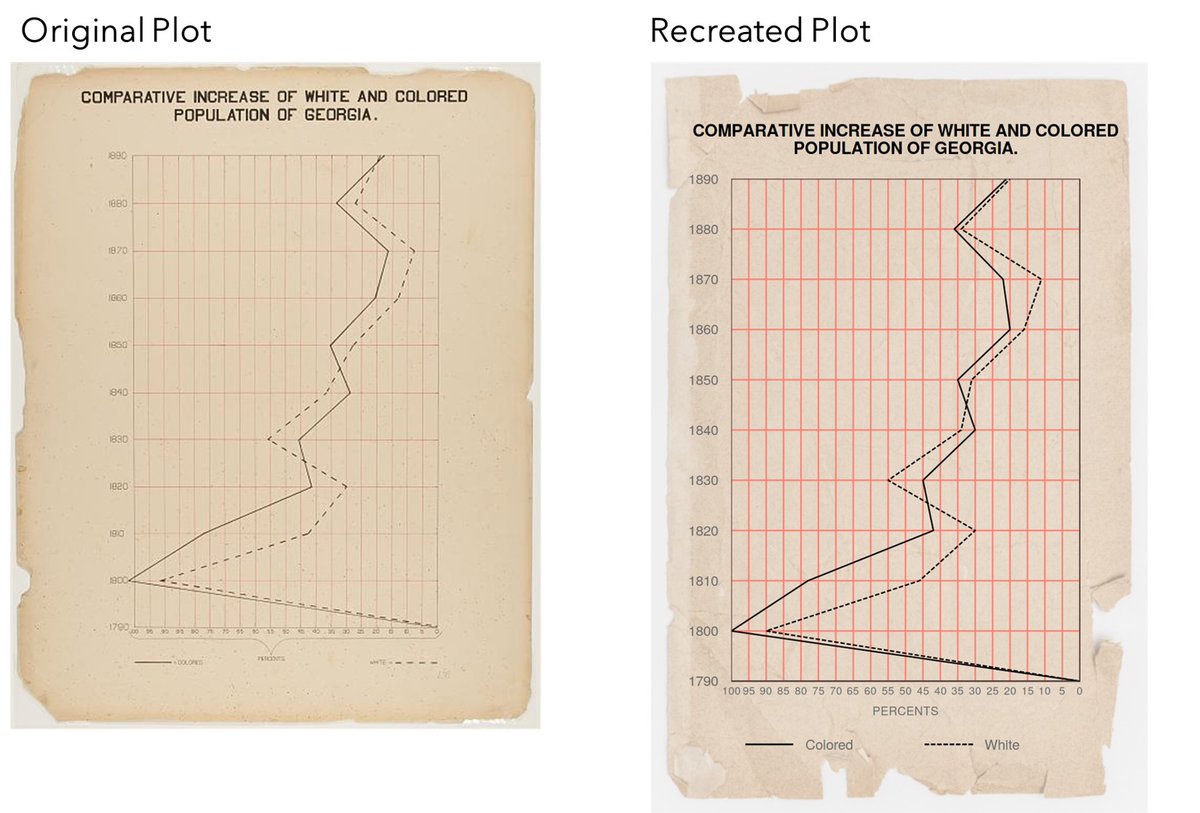 Original Plot
COMPARATIVE INCREASE OF WHITE AND COLORED
POPULATION OF GEORGIA.
1890
1880
1870
1860
1850
1840
1830
1820
1810
1800
1790
100 95 90 85 80 75 70 65 60 55 50 45 40 35 30 25 20 15 10 5 0
PERCENTS
= COLORED
WHITE =
Recreated Plot
COMPARATIVE INCREASE OF WHITE AND COLORED
POPULATION OF GEORGIA.
1890
1880
1870
1860
1850
1840
1830
1820
1810
1800
1790
100 95 90 85 80 75 70 65 60 55 50 45 40 35 30 25 20 15 10 5 0
PERCENTS
Colored
White